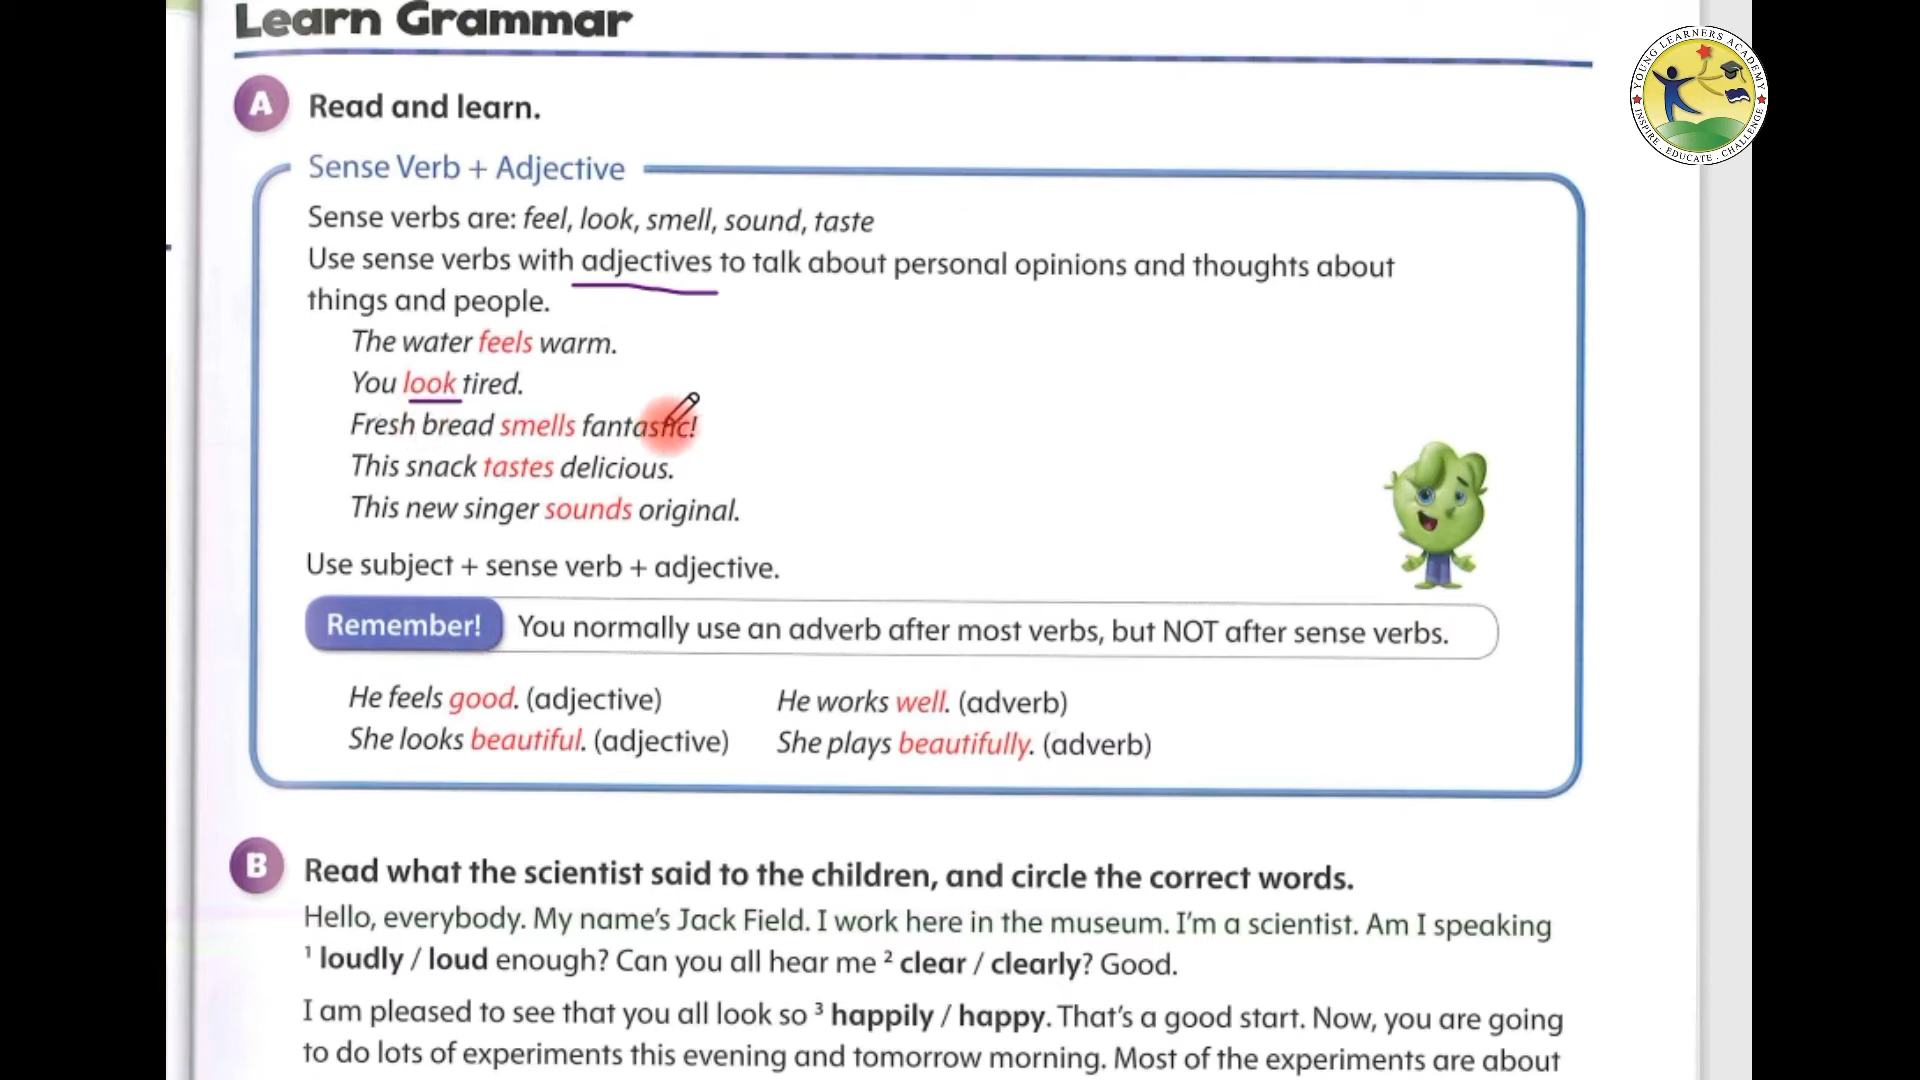 Learn Grammar
A Read and learn.
Sense Verb + Adjective
Sense verbs are: feel, look, smell, sound, taste
Use sense verbs with adjectives to talk about personal opinions and thoughts about
things and people.
The water feels warm.
You look tired.
Fresh bread smells fantastic!
This snack tastes delicious.
This new singer sounds original.
Use subject + sense verb + adjective.
Remember! You normally use an adverb after most verbs, but NOT after sense verbs.
He feels good. (adjective) He works well. (adverb)
She looks beautiful. (adjective) She plays beautifully. (adverb)
B Read what the scientist said to the children, and circle the correct words.
Hello, everybody. My name's Jack Field. I work here in the museum. I'm a scientist. Am I speaking
¹ loudly / loud enough? Can you all hear me ² clear / clearly? Good.
I am pleased to see that you all look so ³ happily / happy. That's a good start. Now, you are going
to do lots of experiments this evening and tomorrow morning. Most of the experiments are about
YOUNG LEARNERS ACADEMY
INSPIRE . EDUCATE . CHALLENGE